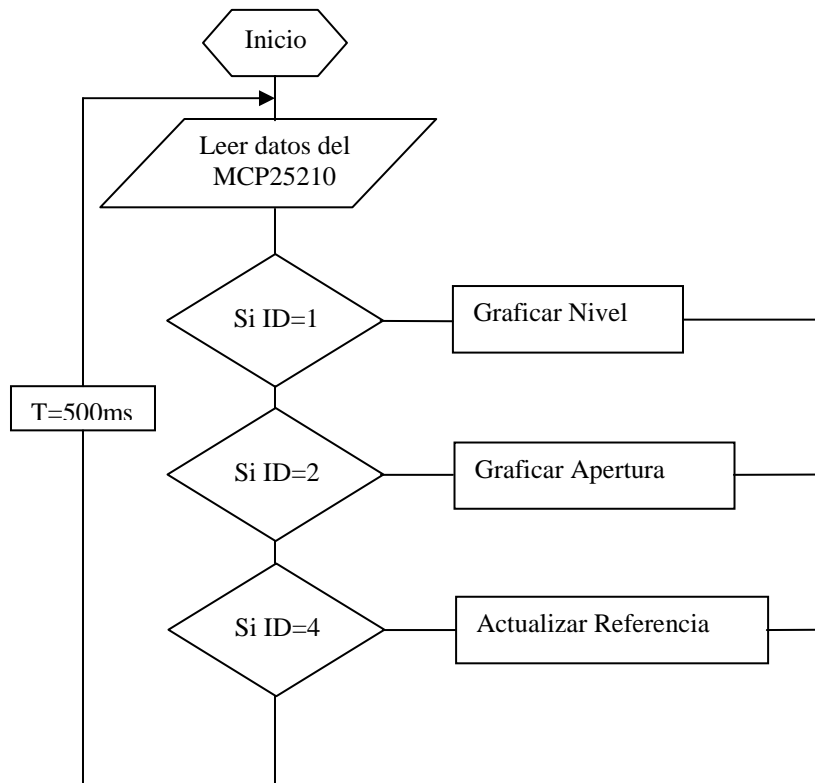 Inicio
Leer datos del
MCP25210
Si ID=1
Graficar Nivel
T=500ms
Si ID=2
Graficar Apertura
Si ID=4
Actualizar Referencia